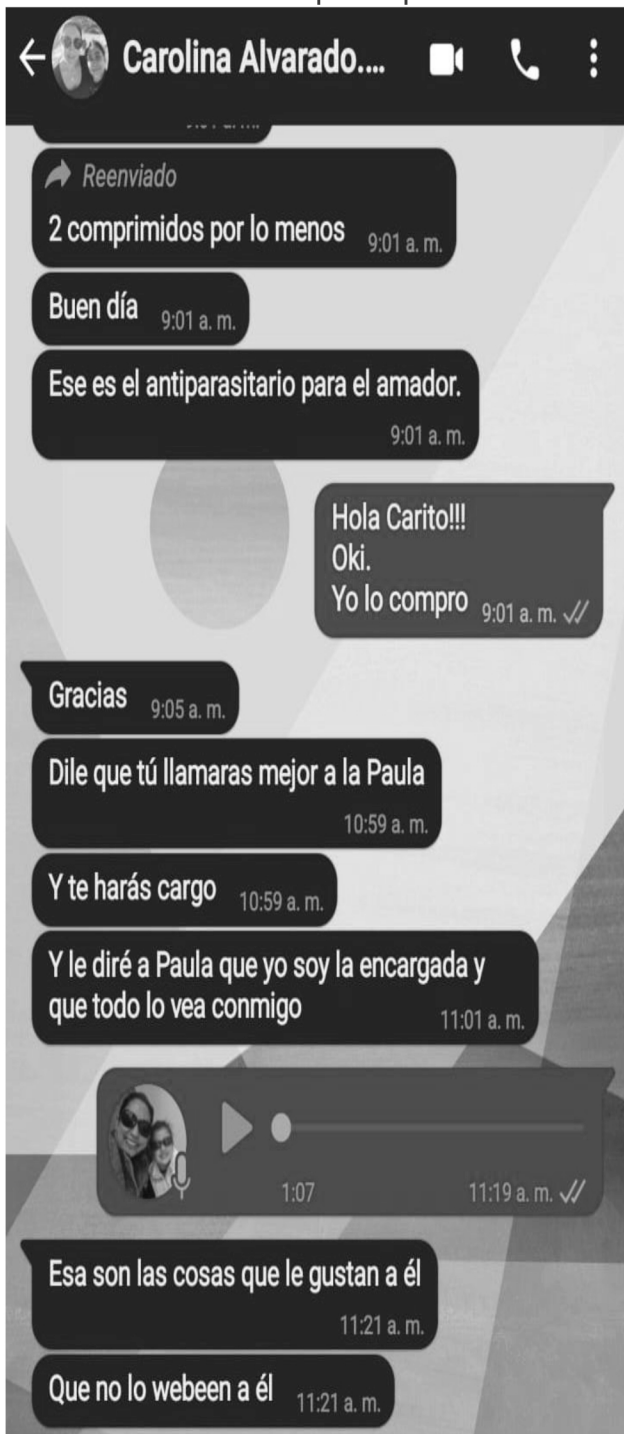 Carolina Alvarado....
Reenviado
2 comprimidos por lo menos 9:01 a. m.
Buen día 9:01 a. m.
Ese es el antiparasitario para el amador.
9:01 a. m.
Hola Carito!!!
Oki.
Yo lo compro 9:01 a. m.
Gracias 9:05 a. m.
Dile que tú llamaras mejor a la Paula
10:59 a. m.
Y te harás cargo 10:59 a. m.
Y le diré a Paula que yo soy la encargada y
que todo lo vea conmigo 11:01 a. m.
1:07 11:19 a. m.
Esa son las cosas que le gustan a él
11:21 a. m.
Que no lo webeen a él 11:21 a. m.